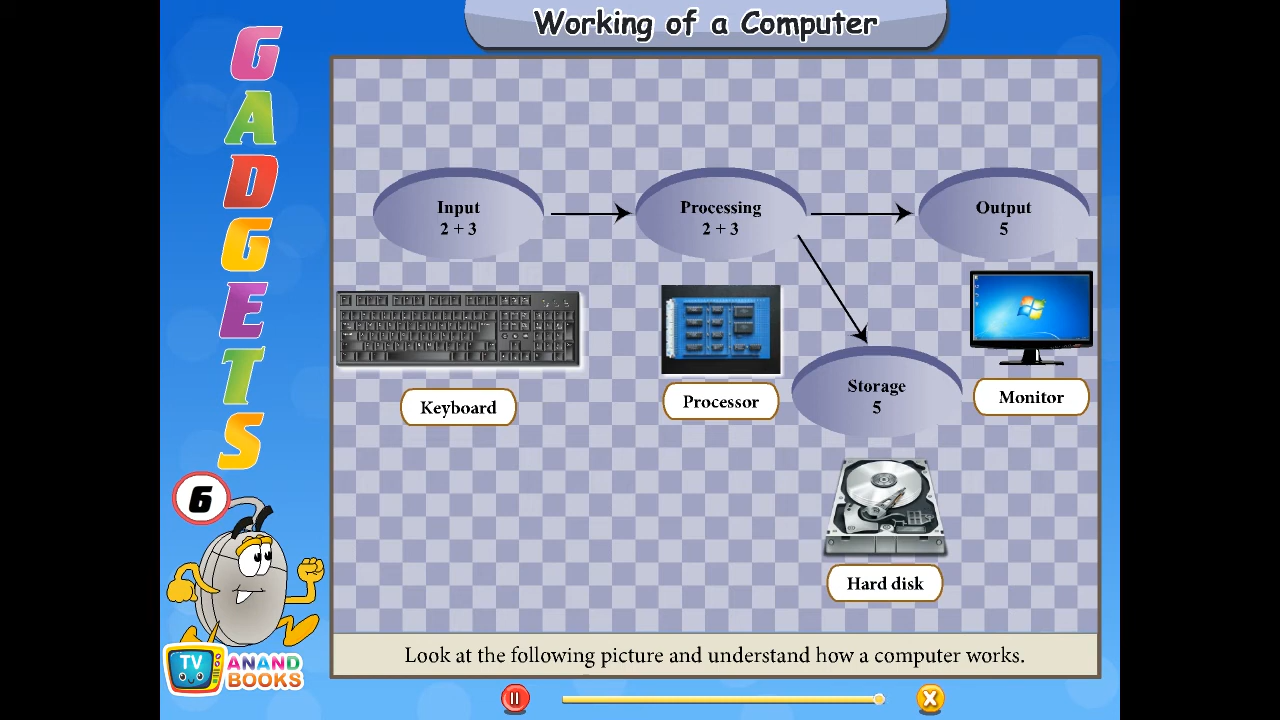 Working of a Computer
GADGETS
6
TV
ANAND
BOOKS
Input
2 + 3
Processing
2 + 3
Output
5
Keyboard
Processor
Storage
5
Monitor
Hard disk
Look at the following picture and understand how a computer works.